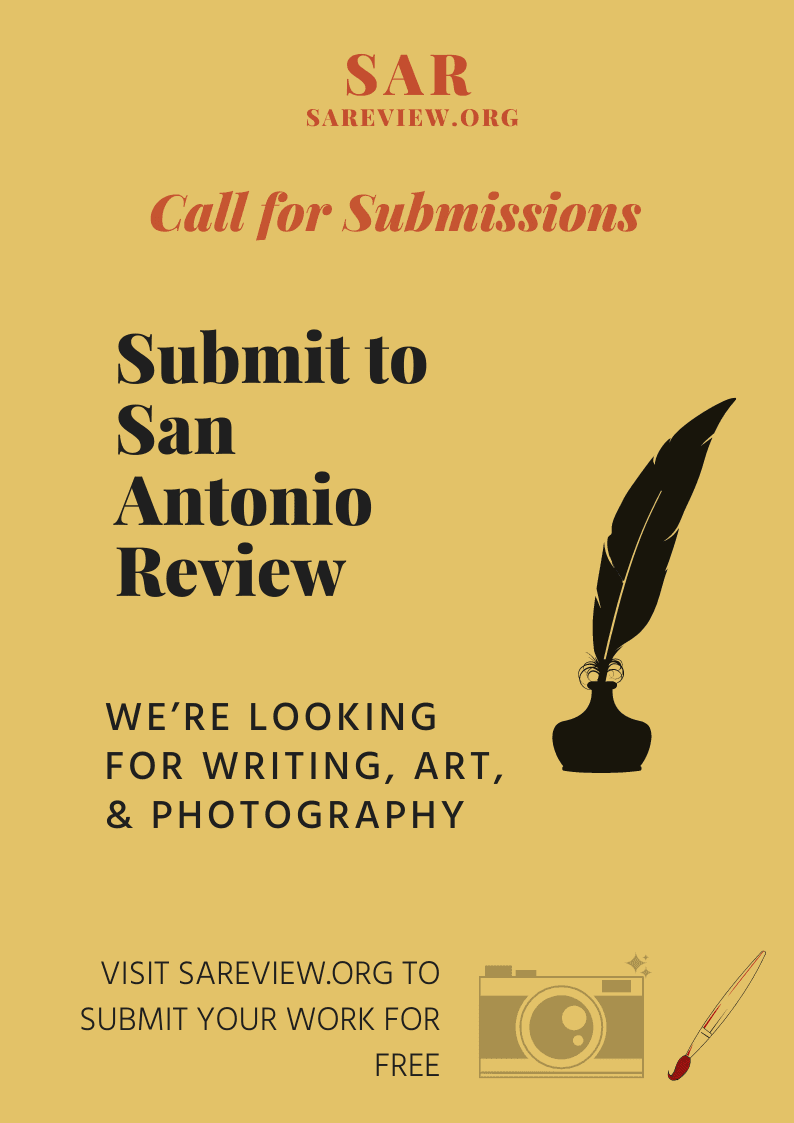 SAR
SAREVIEW.ORG
Call for Submissions
Submit to
San
Antonio
Review
WE'RE LOOKING
FOR WRITING, ART,
& PHOTOGRAPHY
VISIT SAREVIEW.ORG TO
SUBMIT YOUR WORK FOR
FREE